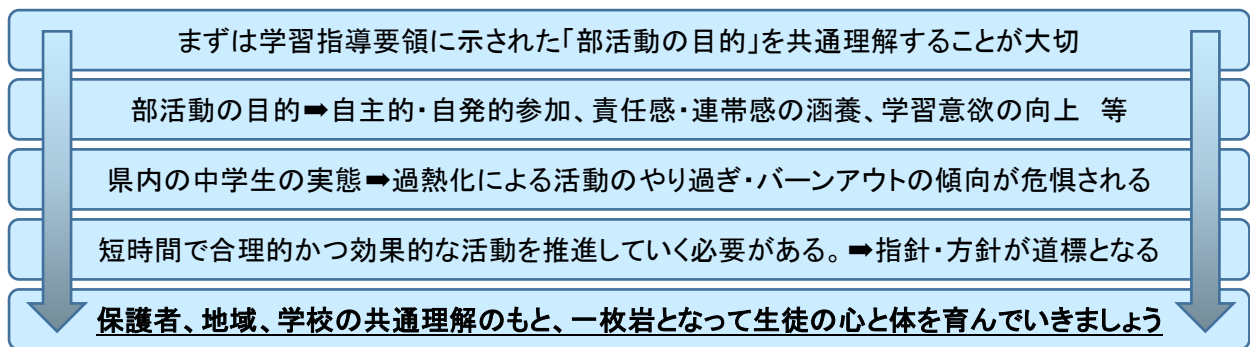 まずは学習指導要領に示された「部活動の目的」を共通理解することが大切
部活動の目的➡自主的・自発的参加、責任感・連帯感の涵養、学習意欲の向上　等
県内の中学生の実態➡過熱化による活動のやり過ぎ・バーンアウトの傾向が危惧される
短時間で合理的かつ効果的な活動を推進していく必要がある。➡指針・方針が道標となる
保護者、地域、学校の共通理解のもと、一枚岩となって生徒の心と体を育んでいきましょう